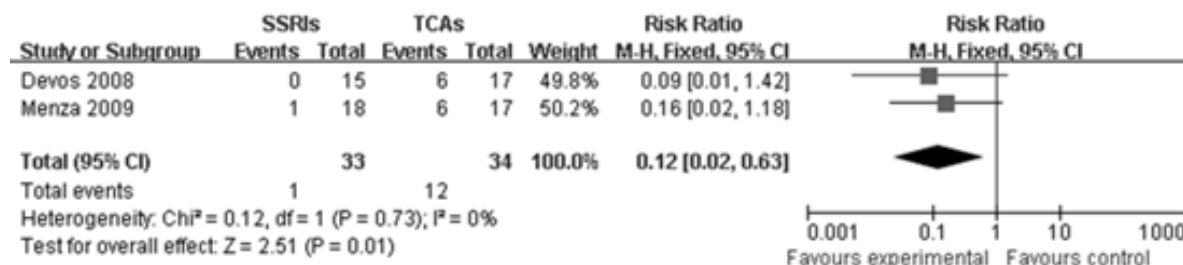 SSRIs TCAs Risk Ratio Risk Ratio
Study or Subgroup Events Total Events Total Weight M-H, Fixed, 95% CI M-H, Fixed, 95% CI
Devos 2008 0 15 6 17 49.8% 0.09 [0.01, 1.42]
Menza 2009 1 18 6 17 50.2% 0.16 [0.02, 1.18]
Total (95% CI) 33 34 100.0% 0.12 [0.02, 0.63]
Total events 1 12
Heterogeneity: Chi² = 0.12, df = 1 (P = 0.73); I² = 0%
Test for overall effect: Z = 2.51 (P = 0.01)
0.001 0.1 1 10 1000
Favours experimental Favours control